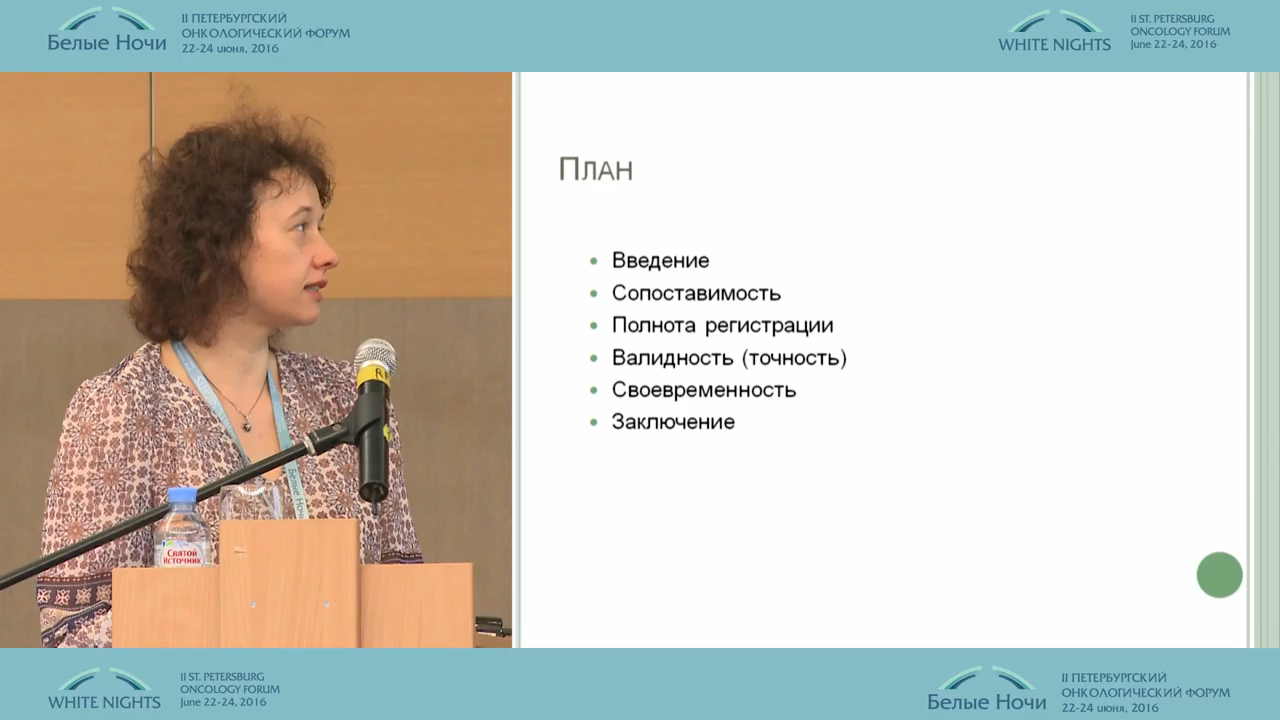 Белые Ночи
II ПЕТЕРБУРГСКИЙ
ОНКОЛОГИЧЕСКИЙ ФОРУМ
22-24 июня, 2016
WHITE NIGHTS
II ST. PETERSBURG
ONCOLOGY FORUM
June 22-24, 2016
ПЛАН
• Введение
• Сопоставимость
• Полнота регистрации
• Валидность (точность)
• Своевременность
• Заключение
Белые Ночи
Святой
Источник
WHITE NIGHTS
II ST. PETERSBURG
ONCOLOGY FORUM
June 22-24, 2016
Белые Ночи
II ПЕТЕРБУРГСКИЙ
ОНКОЛОГИЧЕСКИЙ ФОРУМ
22-24 июня, 2016